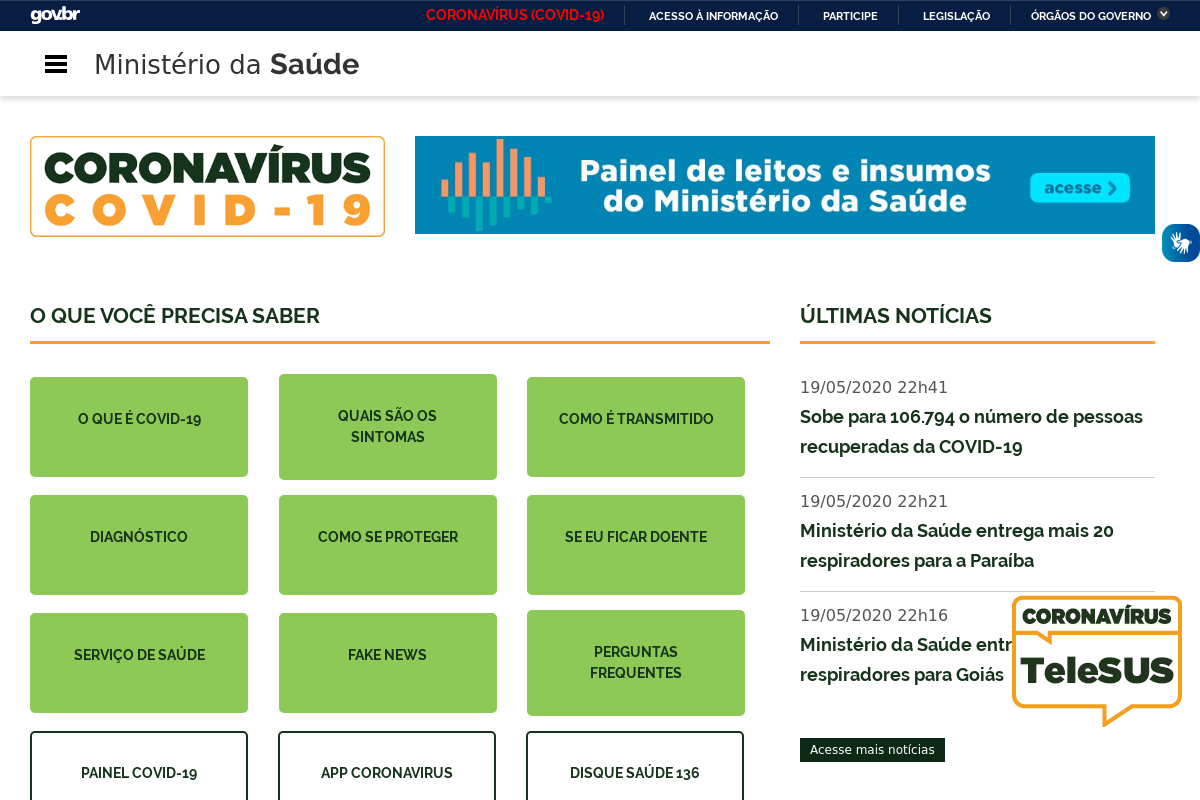 gov.br
CORONAVÍRUS (COVID-19)
ACESSO À INFORMAÇÃO
PARTICIPE
LEGISLAÇÃO
ÓRGÃOS DO GOVERNO
Ministério da Saúde
CORONAVÍRUS
COVID-19
Painel de leitos e insumos
do Ministério da Saúde
acesse
O QUE VOCÊ PRECISA SABER
O QUE É COVID-19
QUAIS SÃO OS
SINTOMAS
COMO É TRANSMITIDO
DIAGNÓSTICO
COMO SE PROTEGER
SE EU FICAR DOENTE
SERVIÇO DE SAÚDE
FAKE NEWS
PERGUNTAS
FREQUENTES
PAINEL COVID-19
APP CORONAVIRUS
DISQUE SAÚDE 136
ÚLTIMAS NOTÍCIAS
19/05/2020 22h41
Sobe para 106.794 o número de pessoas
recuperadas da COVID-19
19/05/2020 22h21
Ministério da Saúde entrega mais 20
respiradores para a Paraíba
19/05/2020 22h16
Ministério da Saúde entr
respiradores para Goiás
CORONAVÍRUS
TeleSUS
Acesse mais notícias